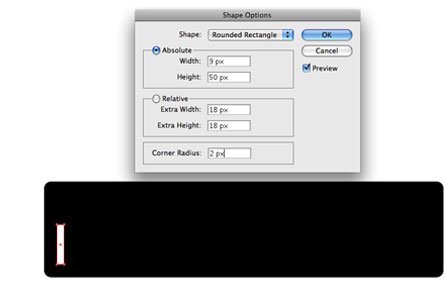 Shape Options
Shape: Rounded Rectangle OK
Absolute Cancel
Width: 9 px Preview
Height: 50 px
Relative
Extra Width: 18 px
Extra Height: 18 px
Corner Radius: 2 px